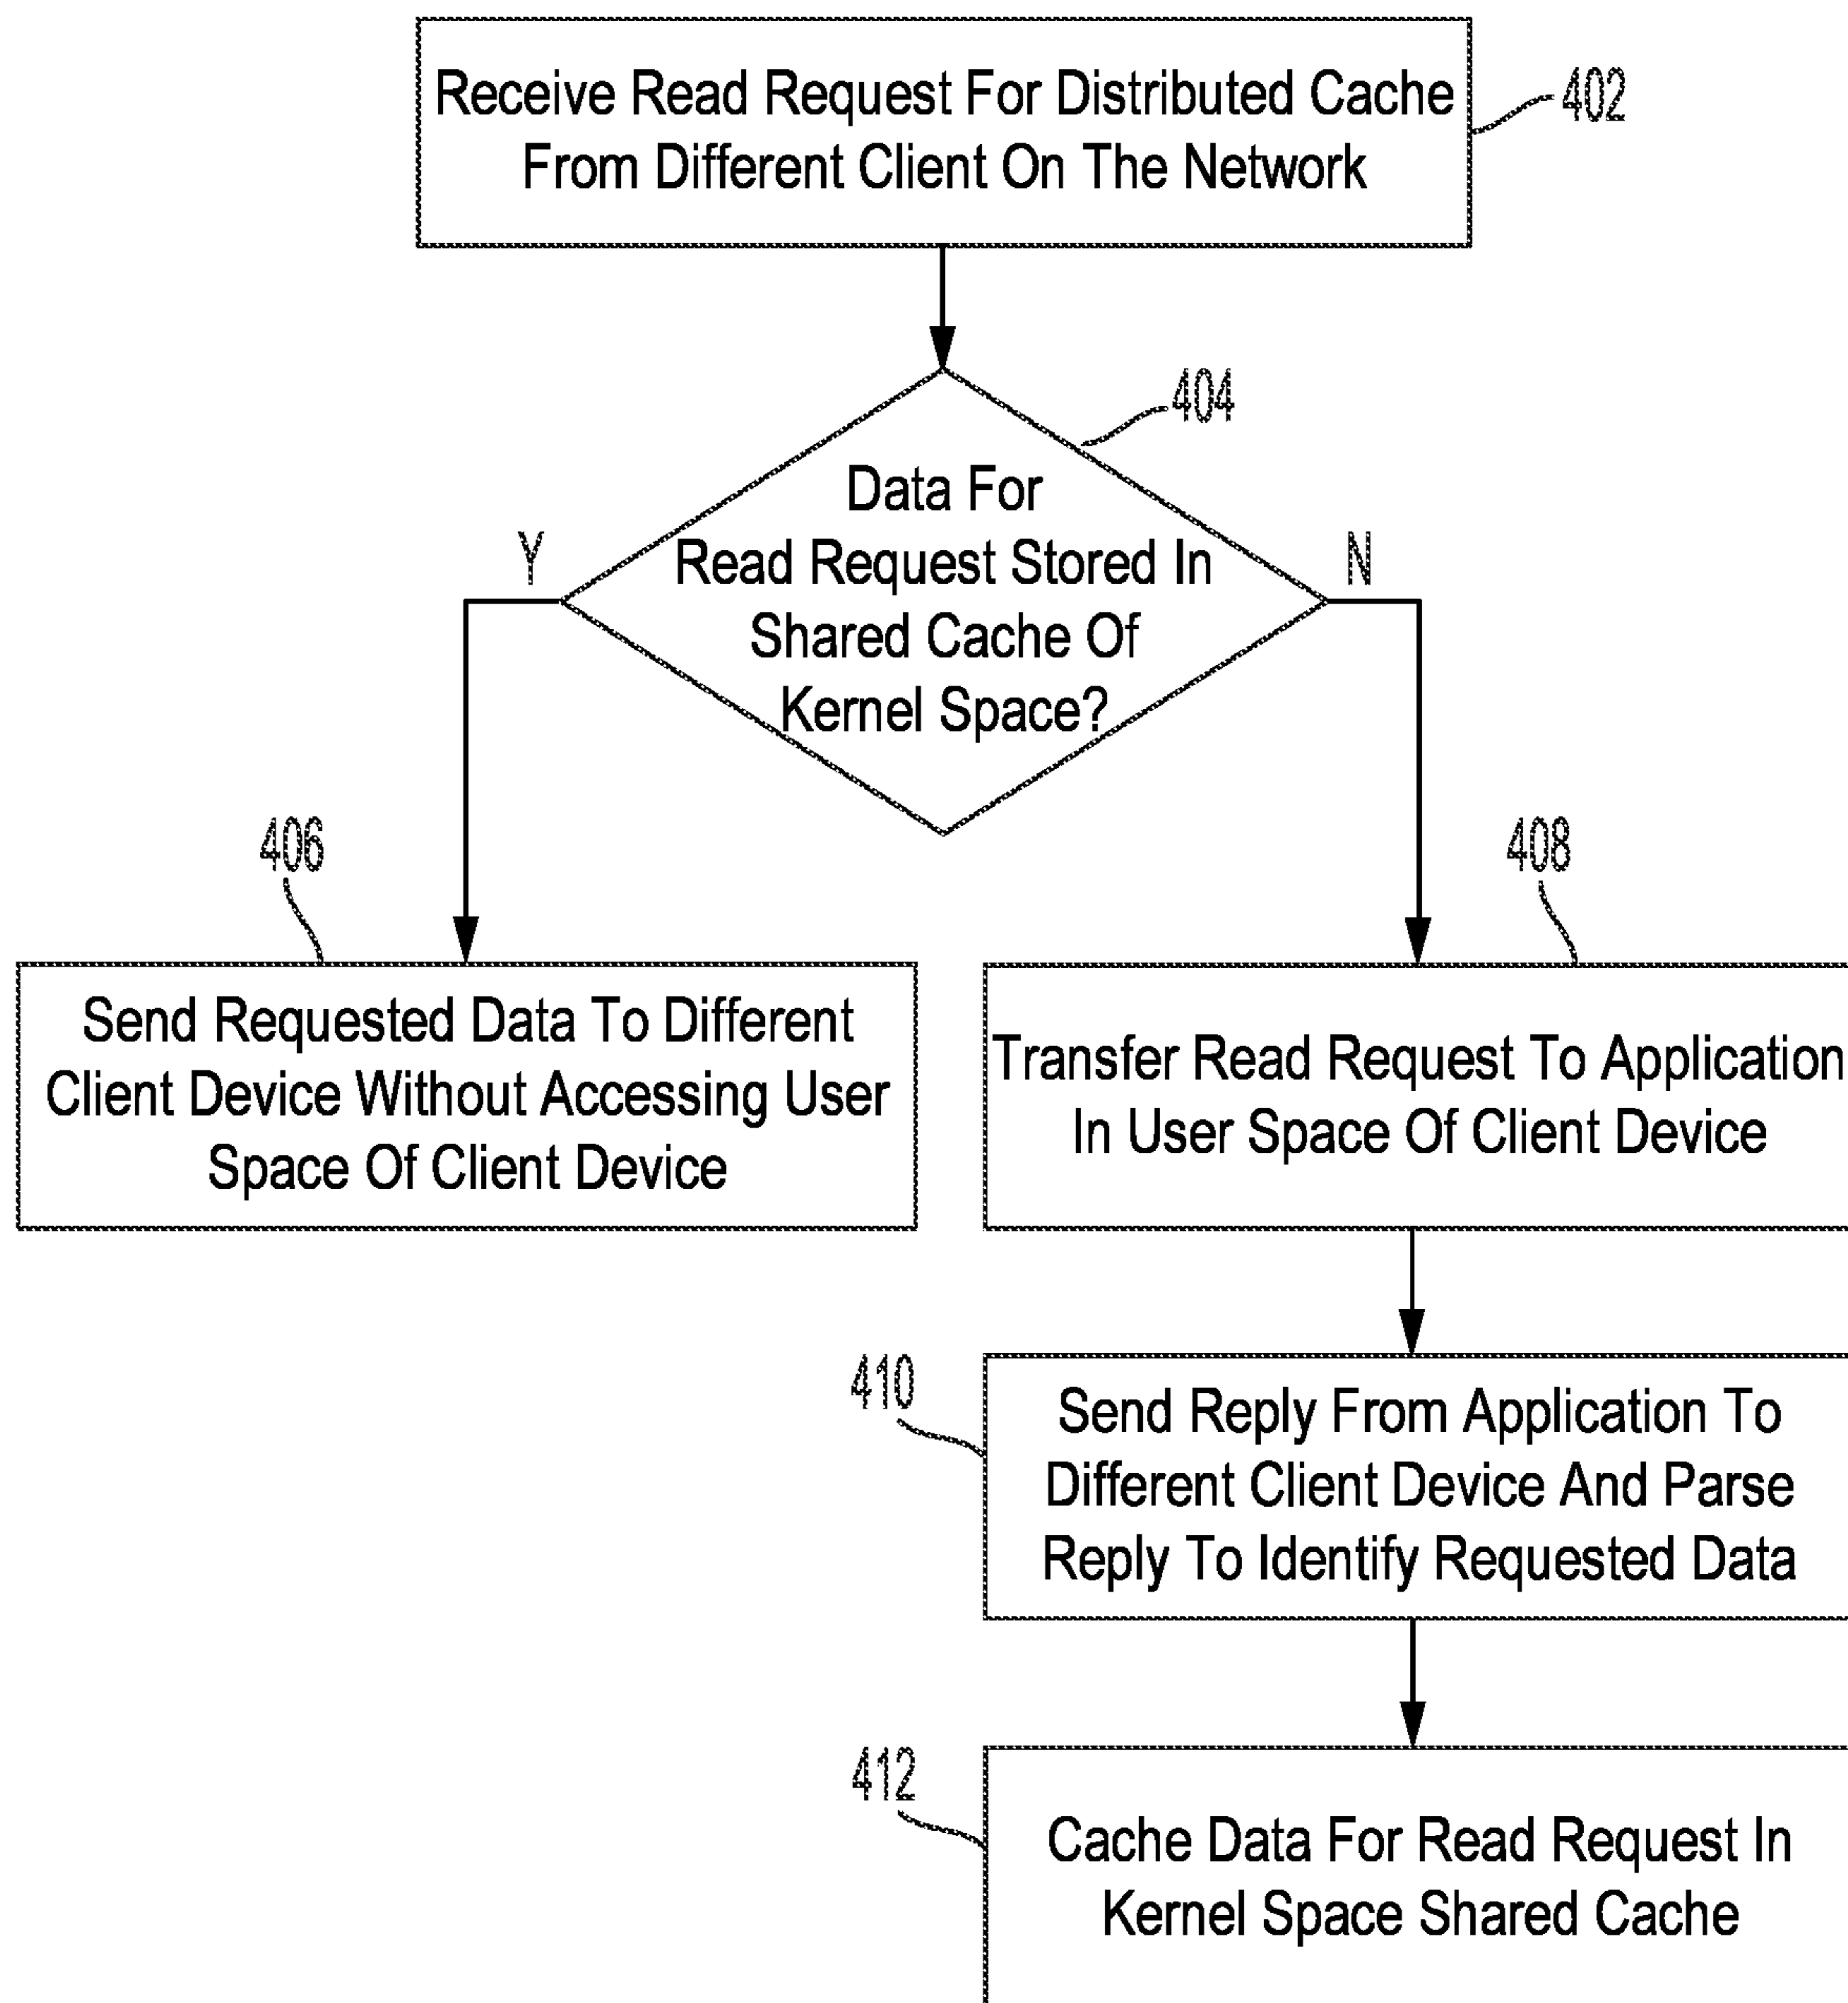 Receive Read Request For Distributed Cache
From Different Client On The Network
402
404
Data For
Read Request Stored In
Shared Cache Of
Kernel Space?
Y
N
406
Send Requested Data To Different
Client Device Without Accessing User
Space Of Client Device
408
Transfer Read Request To Application
In User Space Of Client Device
410
Send Reply From Application To
Different Client Device And Parse
Reply To Identify Requested Data
412
Cache Data For Read Request In
Kernel Space Shared Cache